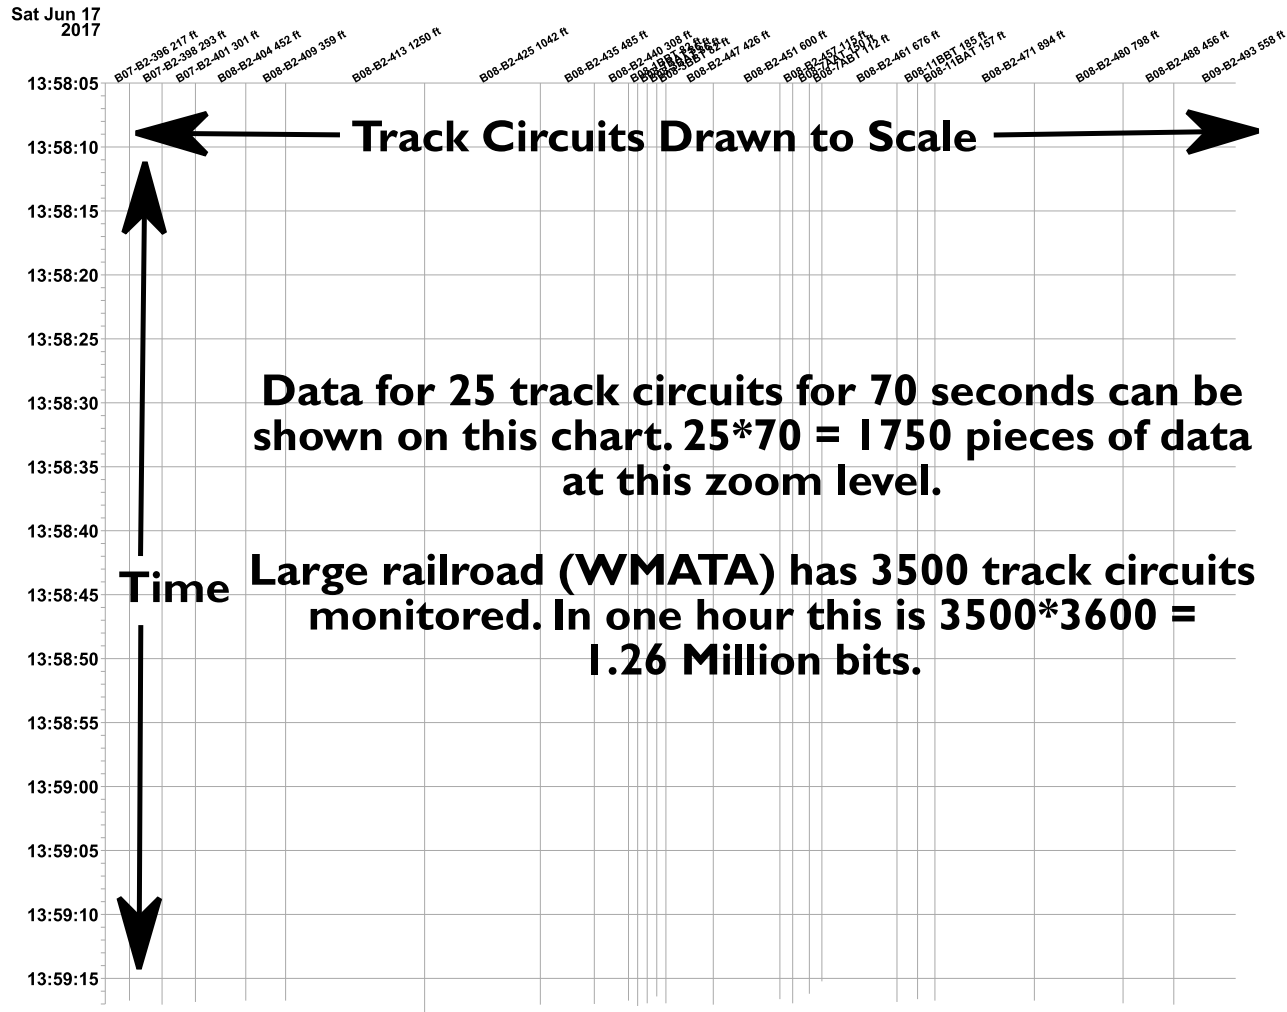 Sat Jun 17
2017
B07-B2-396 217 ft
B07-B2-398 293 ft
B07-B2-401 301 ft
B08-B2-404 452 ft
B08-B2-409 359 ft
B08-B2-413 1250 ft
B08-B2-425 1042 ft
B08-B2-435 485 ft
B08-B2-440 308 ft
B08-B2-447 426 ft
B08-B2-451 600 ft
B08-B2-457 115 ft
B08-7ABT 112 ft
B08-B2-461 676 ft
B08-11BBT 185 ft
B08-11BAT 157 ft
B08-B2-471 894 ft
B08-B2-480 798 ft
B08-B2-488 456 ft
B09-B2-493 558 ft
13:58:05
Track Circuits Drawn to Scale
13:58:10
13:58:15
13:58:20
13:58:25
13:58:30
13:58:35
13:58:40
13:58:45
13:58:50
13:58:55
13:59:00
13:59:05
13:59:10
13:59:15
Time
Data for 25 track circuits for 70 seconds can be
shown on this chart. 25*70 = 1750 pieces of data
at this zoom level.
Large railroad (WMATA) has 3500 track circuits
monitored. In one hour this is 3500*3600 =
1.26 Million bits.